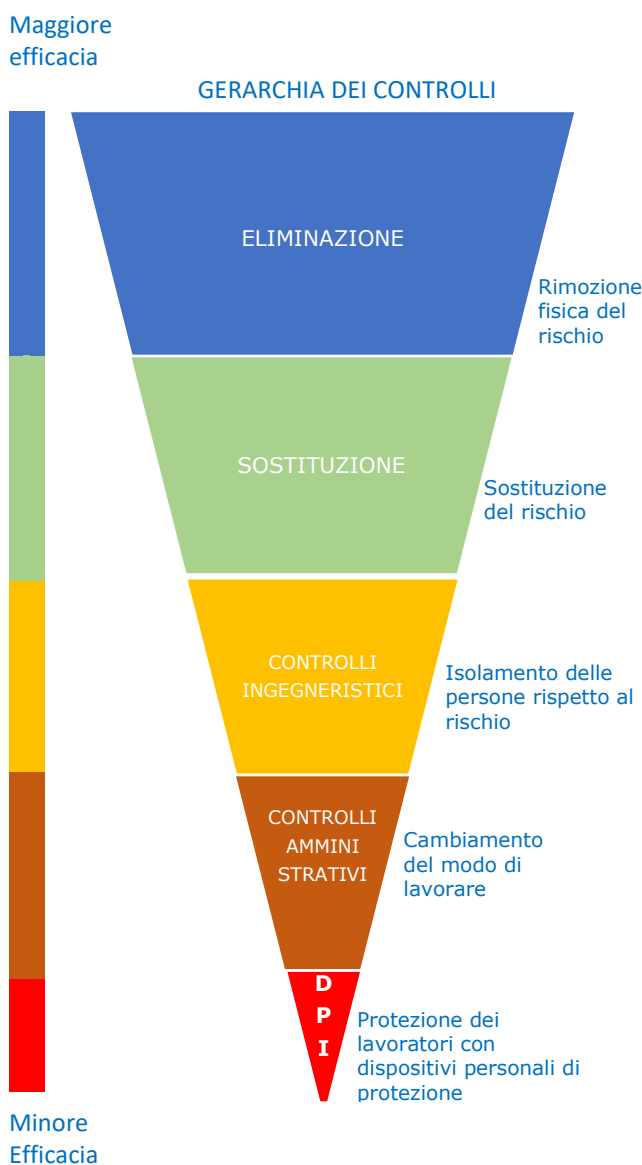 Maggiore
efficacia
GERARCHIA DEI CONTROLLI
ELIMINAZIONE
Rimozione
fisica del
rischio
SOSTITUZIONE
Sostituzione
del rischio
CONTROLLI
INGEGNERISTICI
Isolamento delle
persone rispetto al
rischio
CONTROLLI
AMMINI
STRATIVI
Cambiamento
del modo di
lavorare
D
P
I
Protezione dei
lavoratori con
dispositivi personali di
protezione
Minore
Efficacia